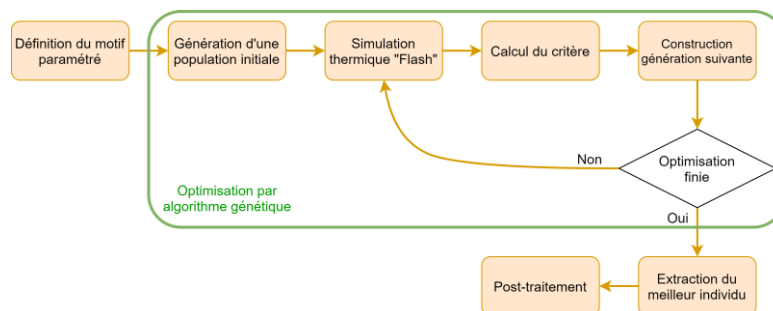 Définition du motif
paramétré
Génération d'une
population initiale
Simulation
thermique "Flash"
Calcul du critère
Construction
génération suivante
Non
Optimisation
finie
Optimisation par
algorithme génétique
Oui
Post-traitement
Extraction du
meilleur individu